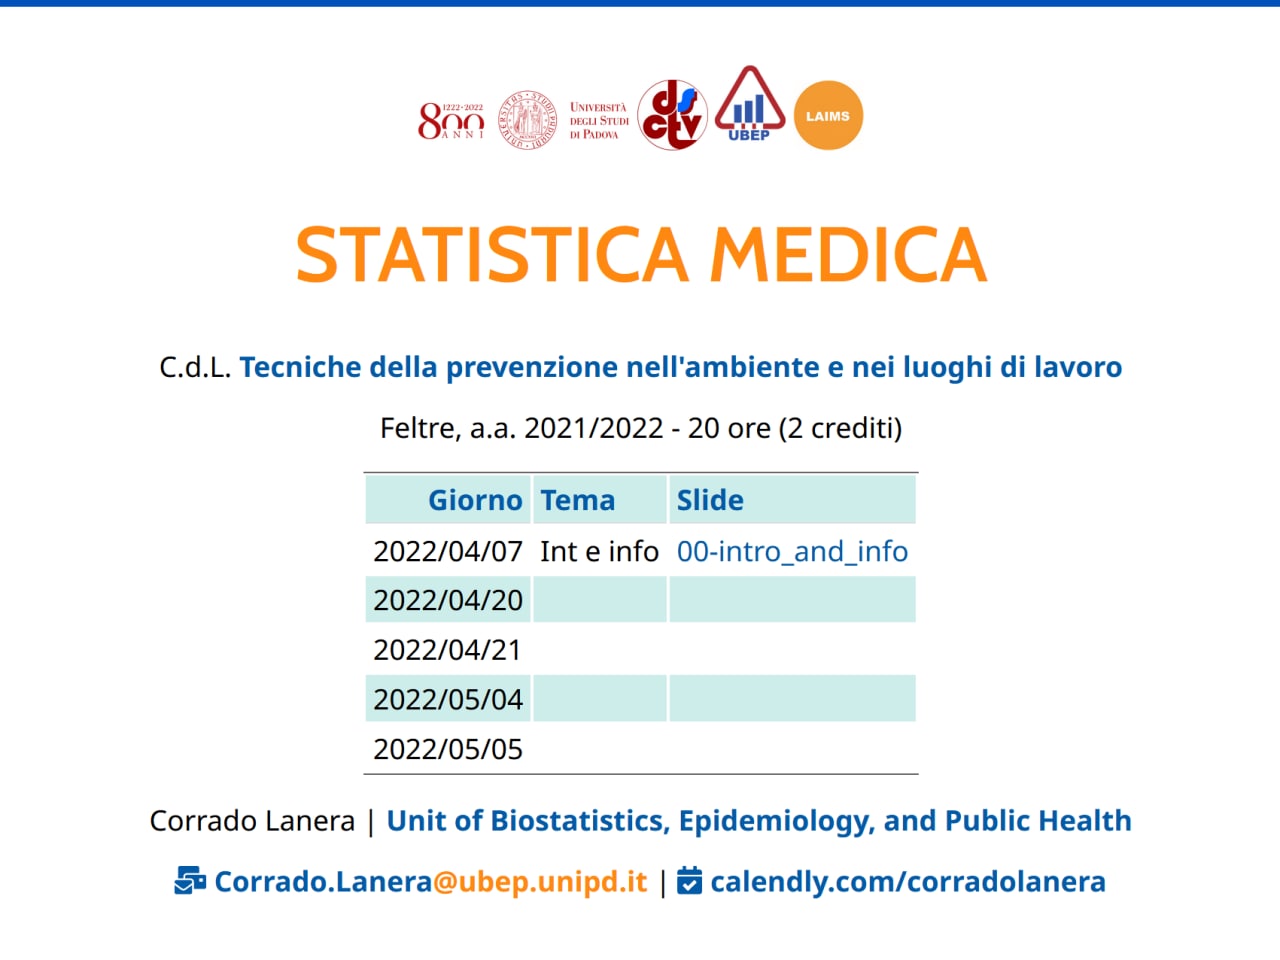 1222·2022
800
ANNI
UNIVERSITÀ
DEGLI STUDI
DI PADOVA
dsctv
UBEP
LAIMS
STATISTICA MEDICA
C.d.L. Tecniche della prevenzione nell'ambiente e nei luoghi di lavoro
Feltre, a.a. 2021/2022 - 20 ore (2 crediti)
Giorno Tema Slide
2022/04/07 Int e info 00-intro_and_info
2022/04/20
2022/04/21
2022/05/04
2022/05/05
Corrado Lanera | Unit of Biostatistics, Epidemiology, and Public Health
Corrado.Lanera@ubep.unipd.it | calendly.com/corradolanera